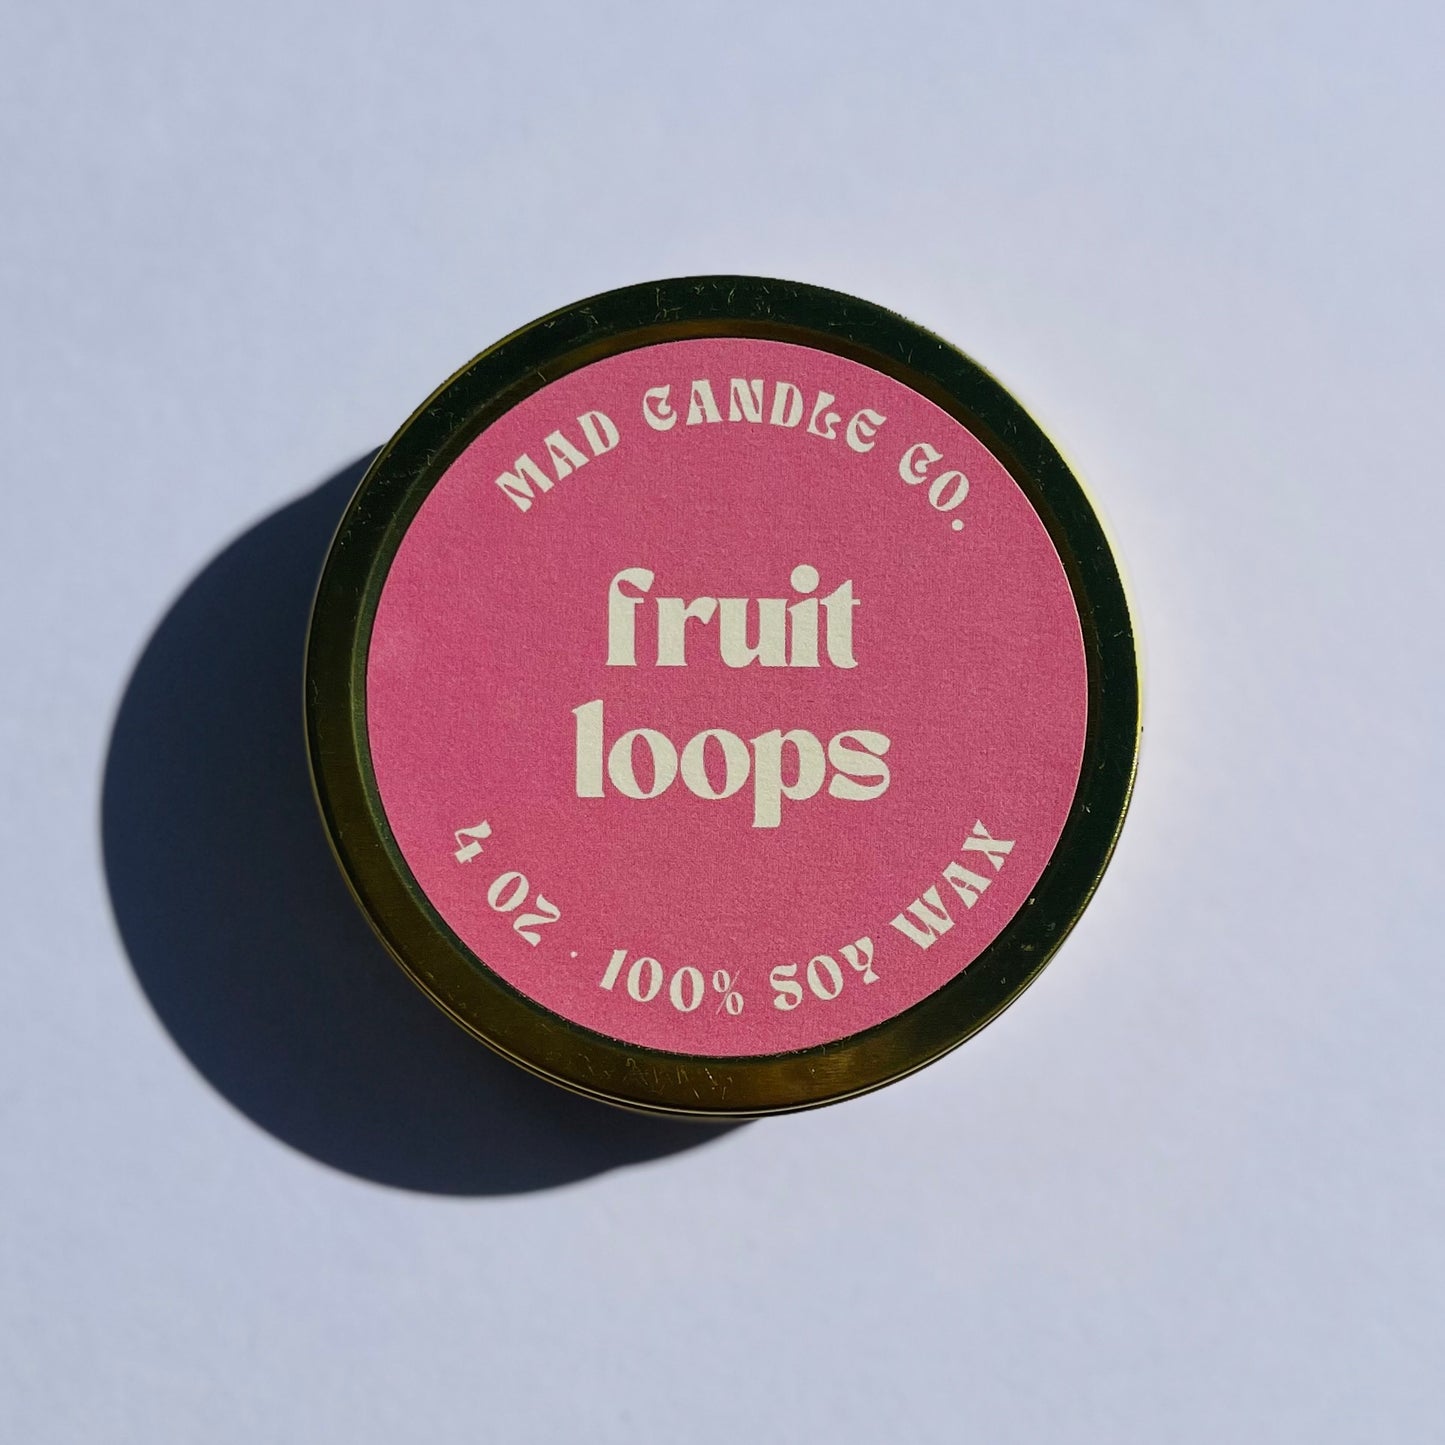 MAD CANDLE CO.
fruit
loops
4 OZ · 100% SOY WAX